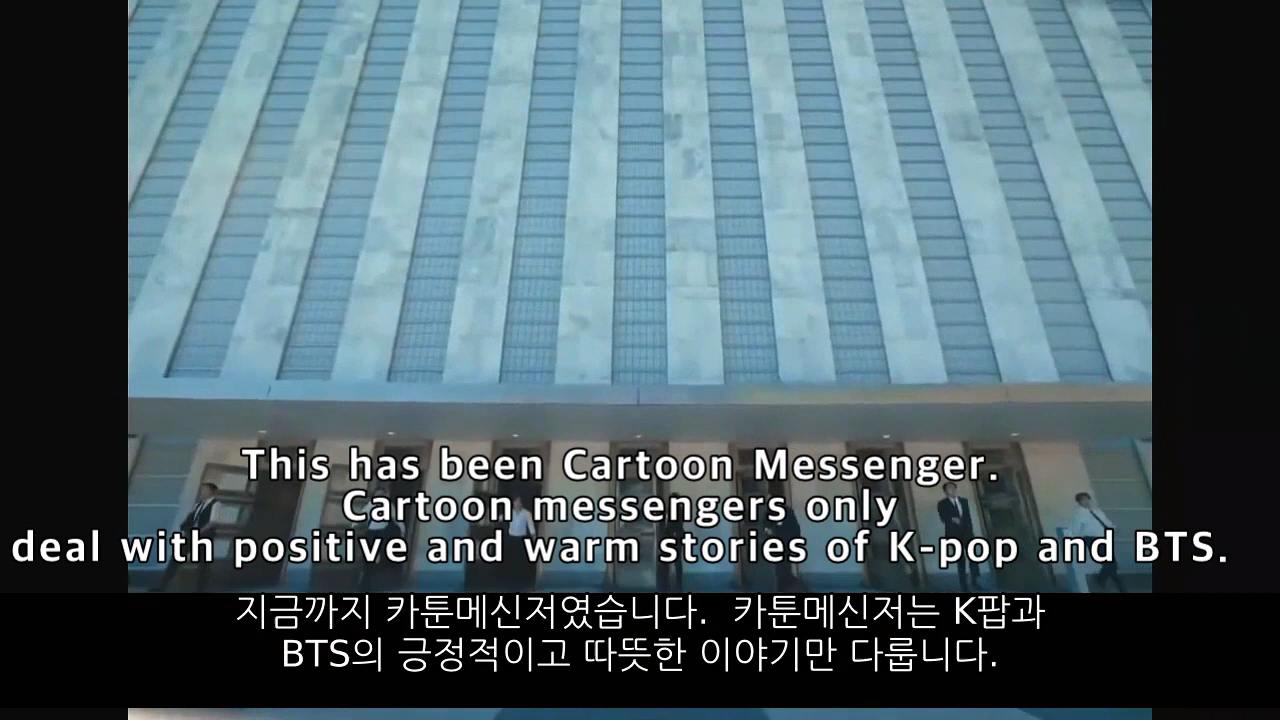 This has been Cartoon Messenger.
Cartoon messengers only
deal with positive and warm stories of K-pop and BTS.
지금까지 카툰메신저였습니다. 카툰메신저는 K팝과
BTS의 긍정적이고 따뜻한 이야기만 다룹니다.